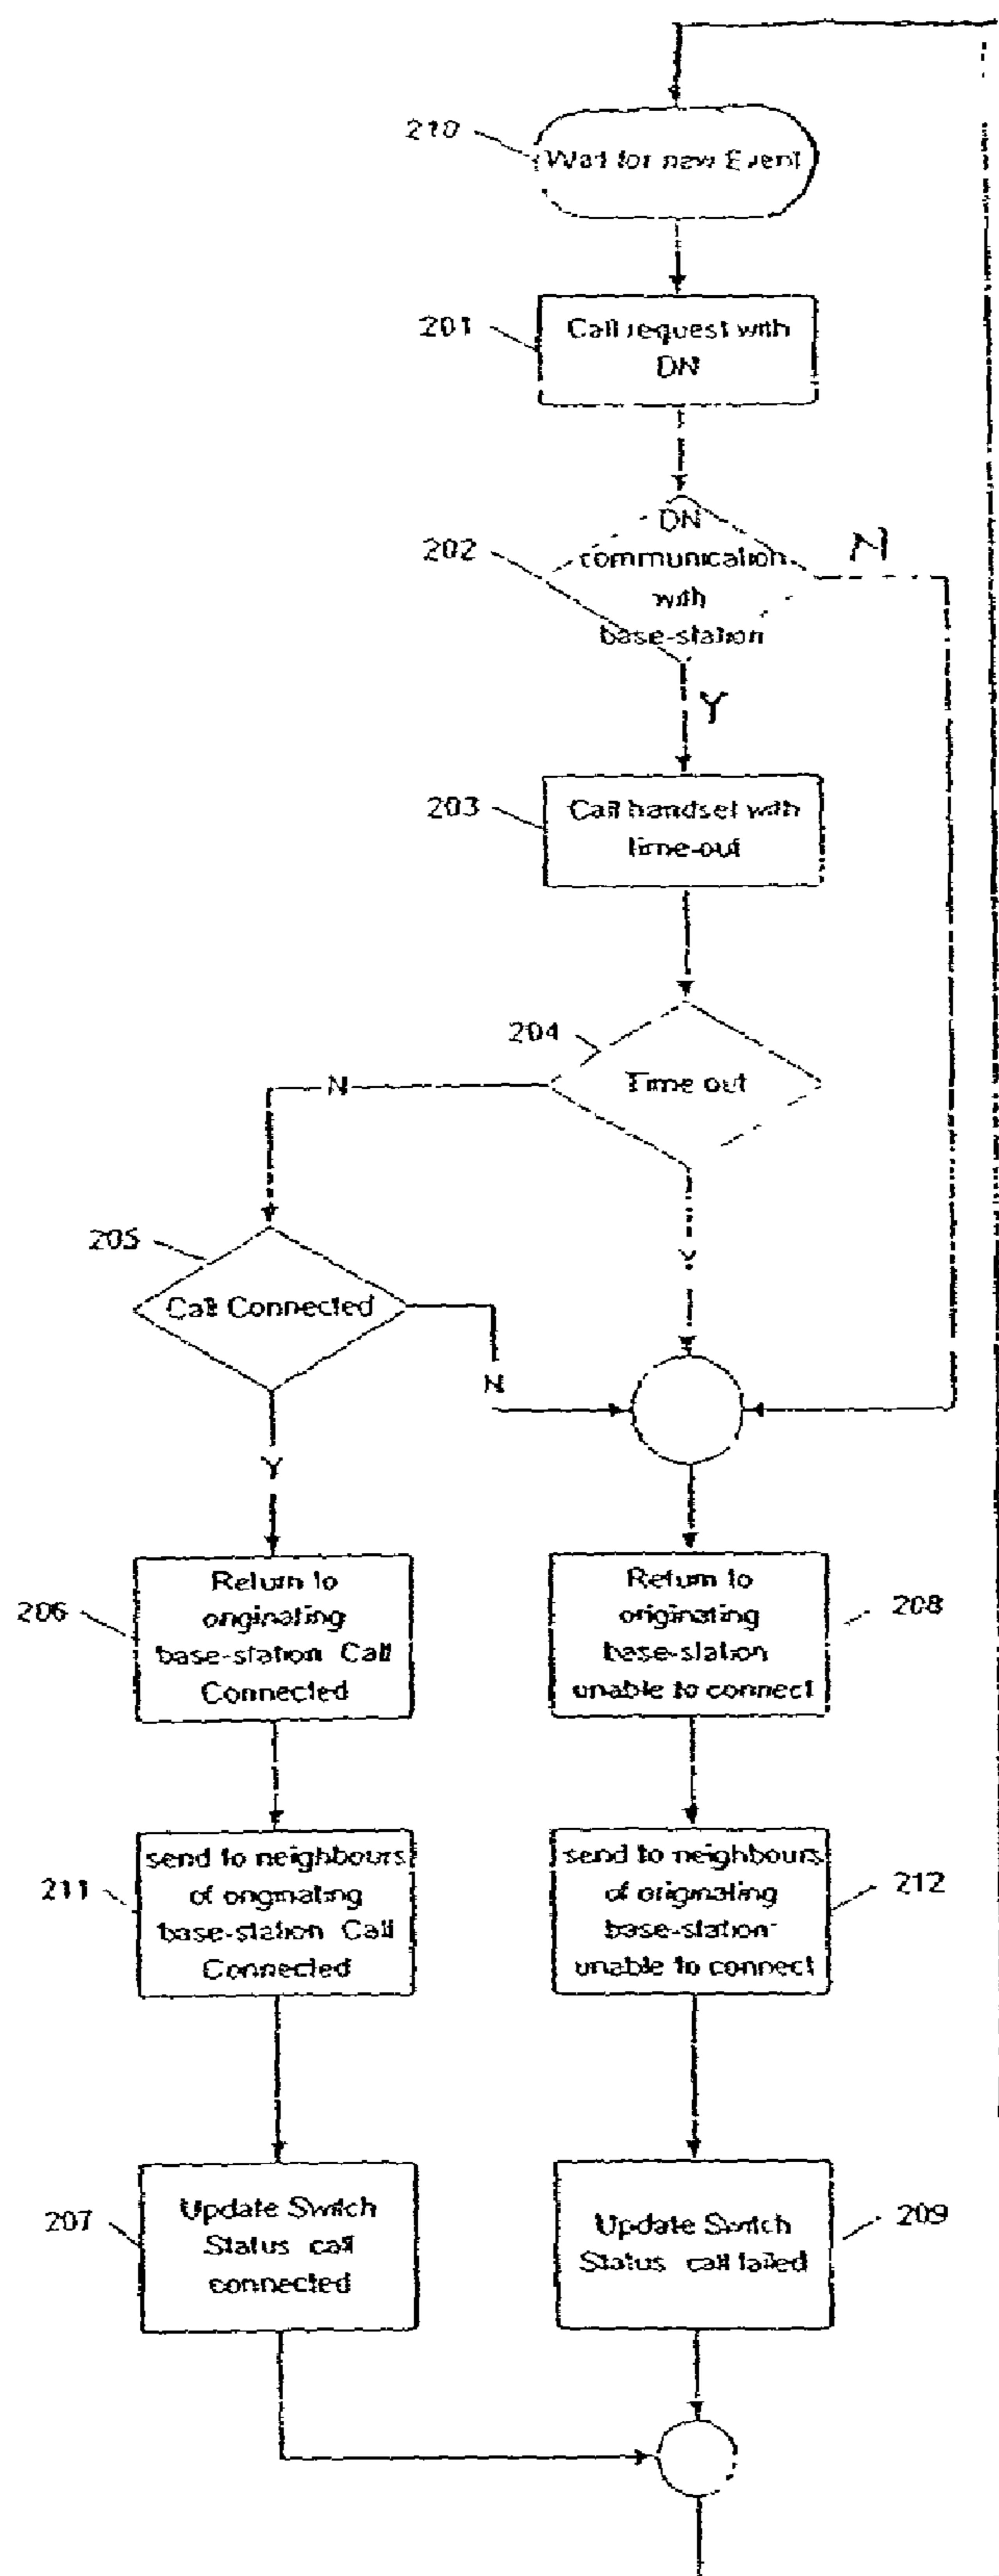 210
Wait for new Event
201
Call request with
DN
202
DN
communication
with
base-station
N
Y
203
Call handset with
time-out
204
Time out
N
Y
205
Call Connected
N
Y
206
Return to
originating
base-station Call
Connected
Return to
originating
base-station
unable to connect
208
211
send to neighbours
of originating
base-station Call
Connected
send to neighbours
of originating
base-station
unable to connect
212
207
Update Switch
Status call
connected
Update Switch
Status call failed
209